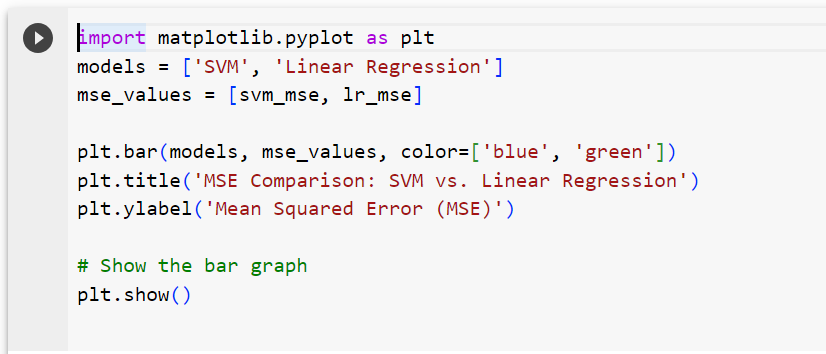 import matplotlib.pyplot as plt
models = ['SVM', 'Linear Regression']
mse_values = [svm_mse, lr_mse]
plt.bar(models, mse_values, color=['blue', 'green'])
plt.title('MSE Comparison: SVM vs. Linear Regression')
plt.ylabel('Mean Squared Error (MSE)')
# Show the bar graph
plt.show()